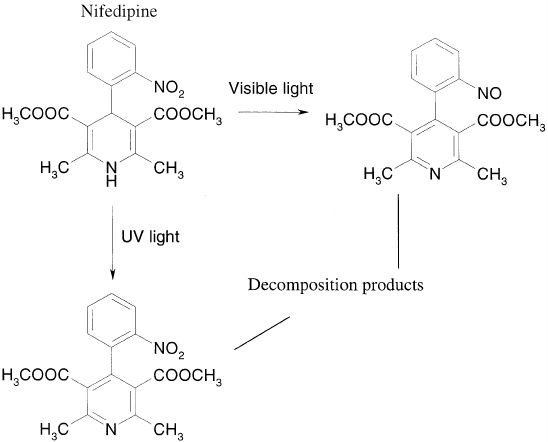 Nifedipine
NO2
H3COOC
COOCH3
H3C
N
H
CH3
Visible light
NO
H3COOC
COOCH3
H3C
N
CH3
UV light
Decomposition products
NO2
H3COOC
COOCH3
H3C
N
CH3